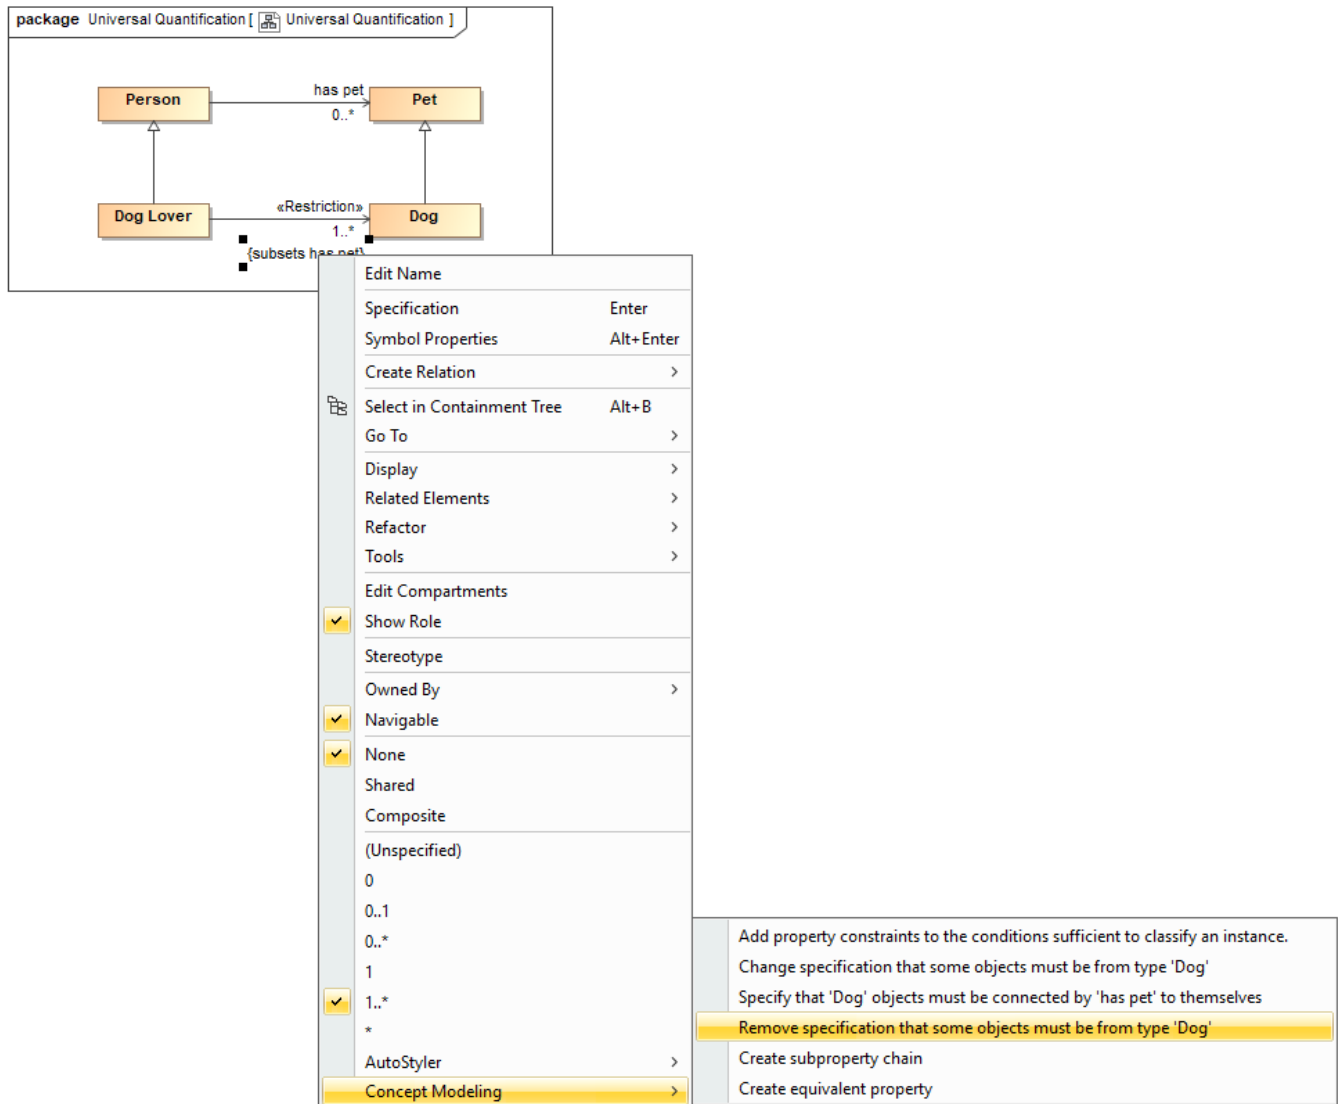 package Universal Quantification [ Universal Quantification ]
Person
has pet
0..*
Pet
Dog Lover
«Restriction»
1..*
Dog
{subsets has pet}
Edit Name
Specification Enter
Symbol Properties Alt+Enter
Create Relation
Select in Containment Tree Alt+B
Go To
Display
Related Elements
Refactor
Tools
Edit Compartments
Show Role
Stereotype
Owned By
Navigable
None
Shared
Composite
(Unspecified)
0
0..1
0..*
1
1..*
*
AutoStyler
Concept Modeling
Add property constraints to the conditions sufficient to classify an instance.
Change specification that some objects must be from type 'Dog'
Specify that 'Dog' objects must be connected by 'has pet' to themselves
Remove specification that some objects must be from type 'Dog'
Create subproperty chain
Create equivalent property